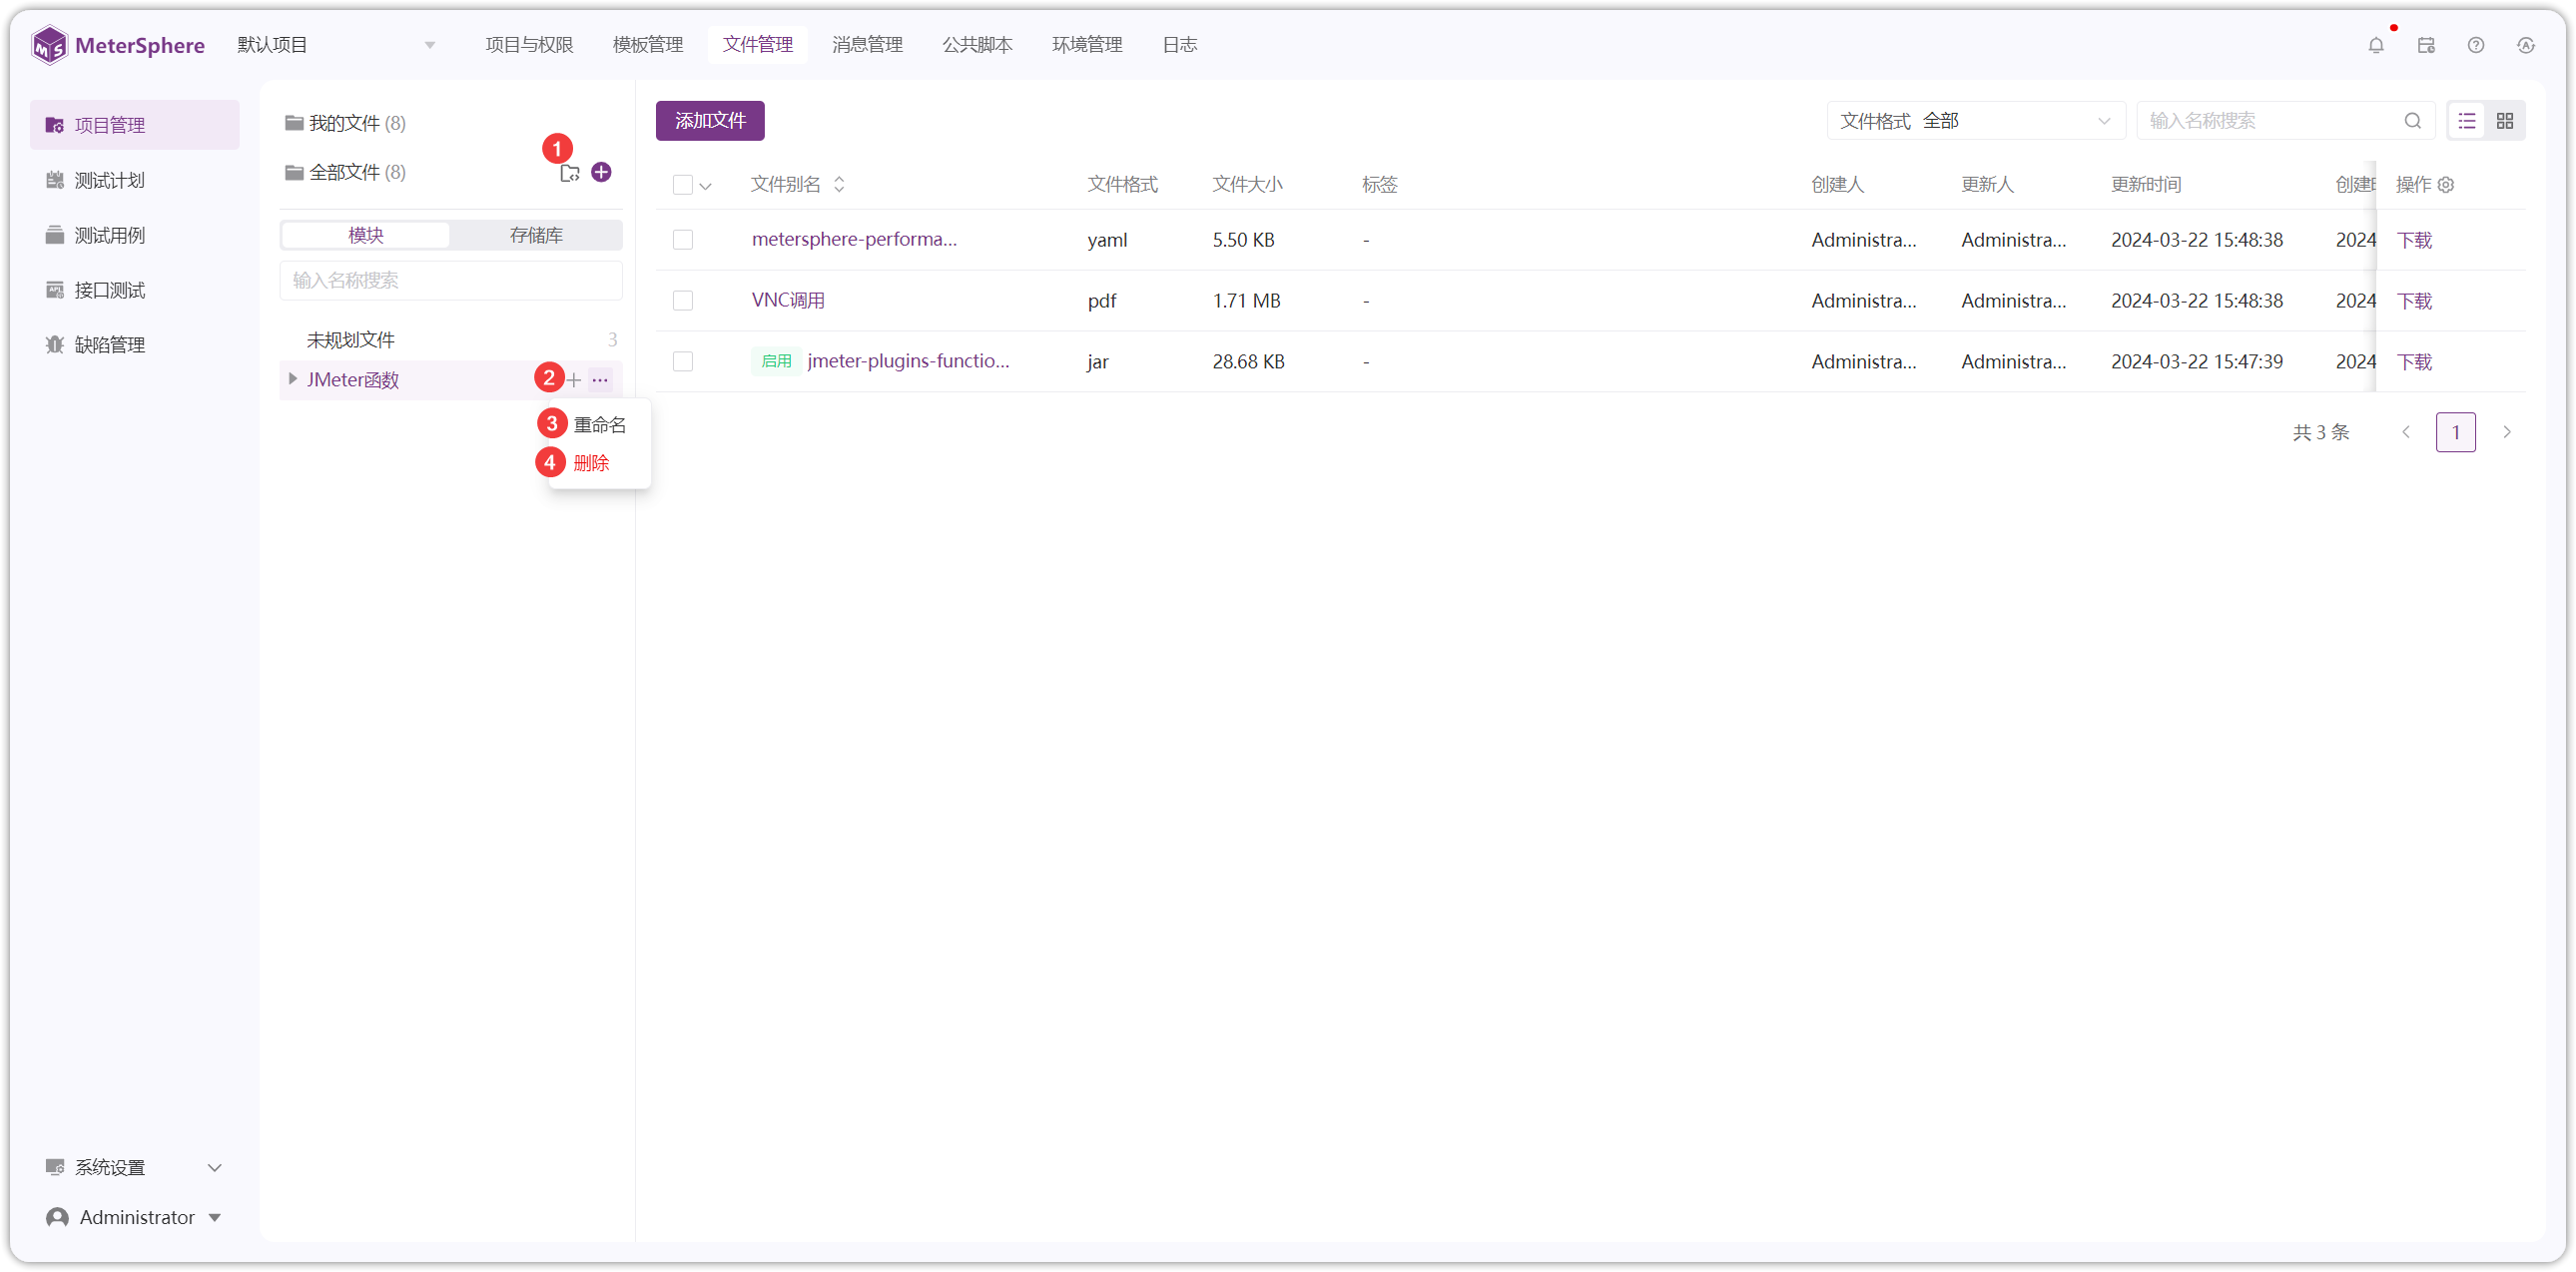 MeterSphere 默认项目 项目与权限 模板管理 文件管理 消息管理 公共脚本 环境管理 日志
项目管理
测试计划
测试用例
接口测试
缺陷管理
系统设置
Administrator
我的文件 (8)
1
全部文件 (8)
模块 存储库
输入名称搜索
未规划文件 3
JMeter函数 2
3 重命名
4 删除
添加文件 文件格式 全部 输入名称搜索
文件别名 文件格式 文件大小 标签 创建人 更新人 更新时间 创建 操作
metersphere-performa... yaml 5.50 KB - Administra... Administra... 2024-03-22 15:48:38 2024 下载
VNC调用 pdf 1.71 MB - Administra... Administra... 2024-03-22 15:48:38 2024 下载
启用 jmeter-plugins-functio... jar 28.68 KB - Administra... Administra... 2024-03-22 15:47:39 2024 下载
共 3 条 1